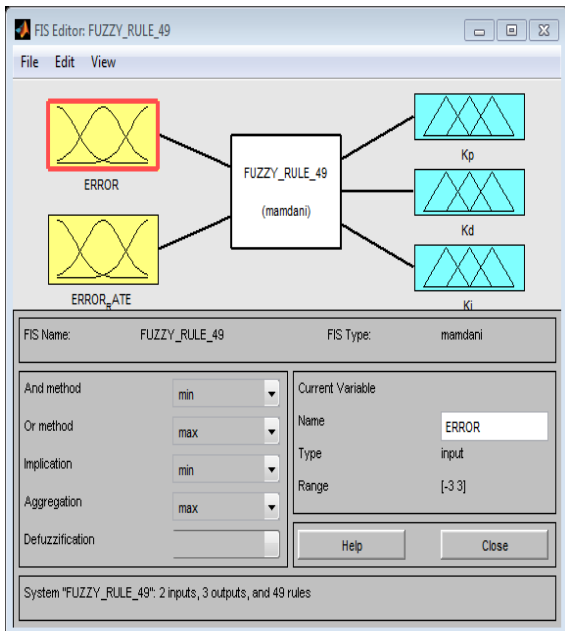 FIS Editor: FUZZY_RULE_49
File Edit View
ERROR
ERROR_RATE
FUZZY_RULE_49
(mamdani)
Kp
Kd
Ki
FIS Name: FUZZY_RULE_49 FIS Type: mamdani
And method min
Or method max
Implication min
Aggregation max
Defuzzification
Current Variable
Name ERROR
Type input
Range [-3 3]
Help Close
System "FUZZY_RULE_49": 2 inputs, 3 outputs, and 49 rules